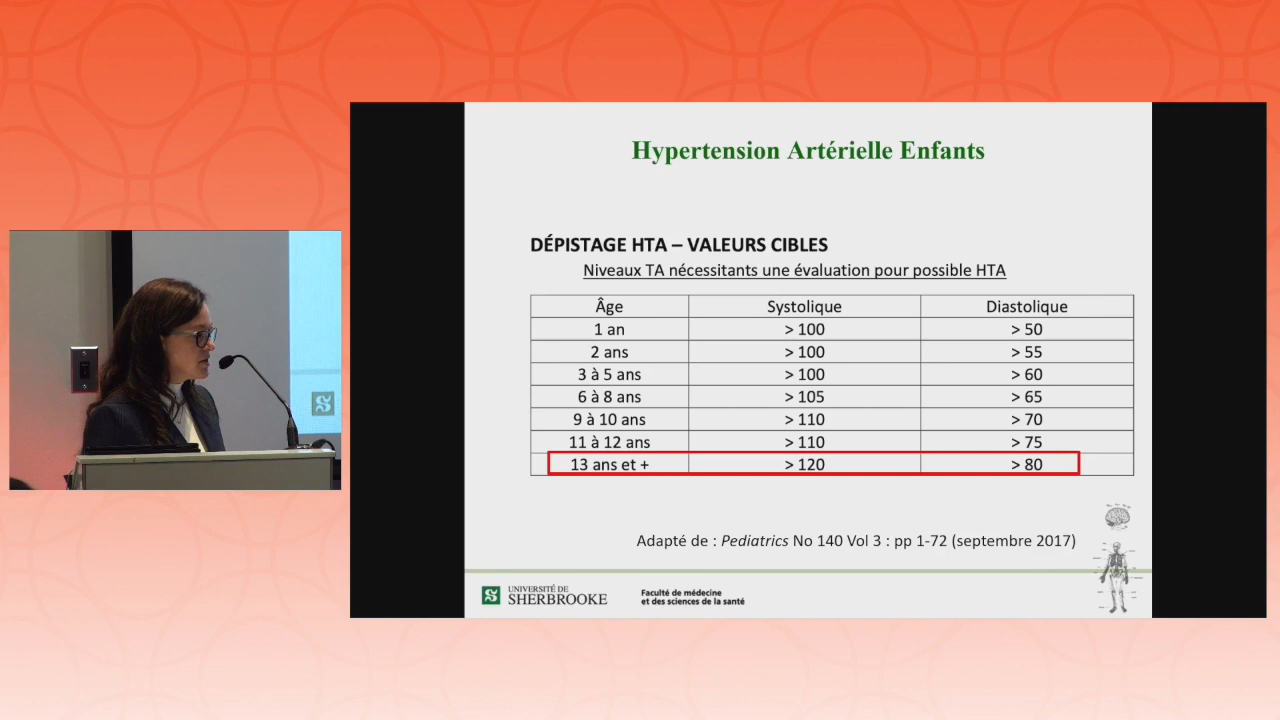 Hypertension Artérielle Enfants
DÉPISTAGE HTA – VALEURS CIBLES
Niveaux TA nécessitants une évaluation pour possible HTA
Âge Systolique Diastolique
1 an > 100 > 50
2 ans > 100 > 55
3 à 5 ans > 100 > 60
6 à 8 ans > 105 > 65
9 à 10 ans > 110 > 70
11 à 12 ans > 110 > 75
13 ans et + > 120 > 80
Adapté de : Pediatrics No 140 Vol 3 : pp 1-72 (septembre 2017)
UNIVERSITÉ DE
SHERBROOKE
Faculté de médecine
et des sciences de la santé